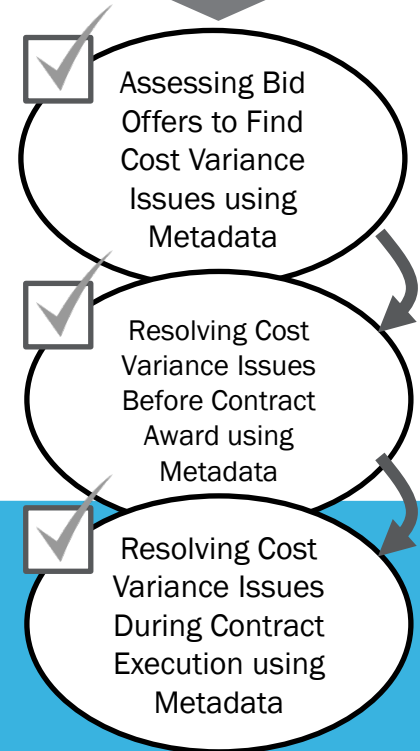 Assessing Bid
Offers to Find
Cost Variance
Issues using
Metadata
Resolving Cost
Variance Issues
Before Contract
Award using
Metadata
Resolving Cost
Variance Issues
During Contract
Execution using
Metadata